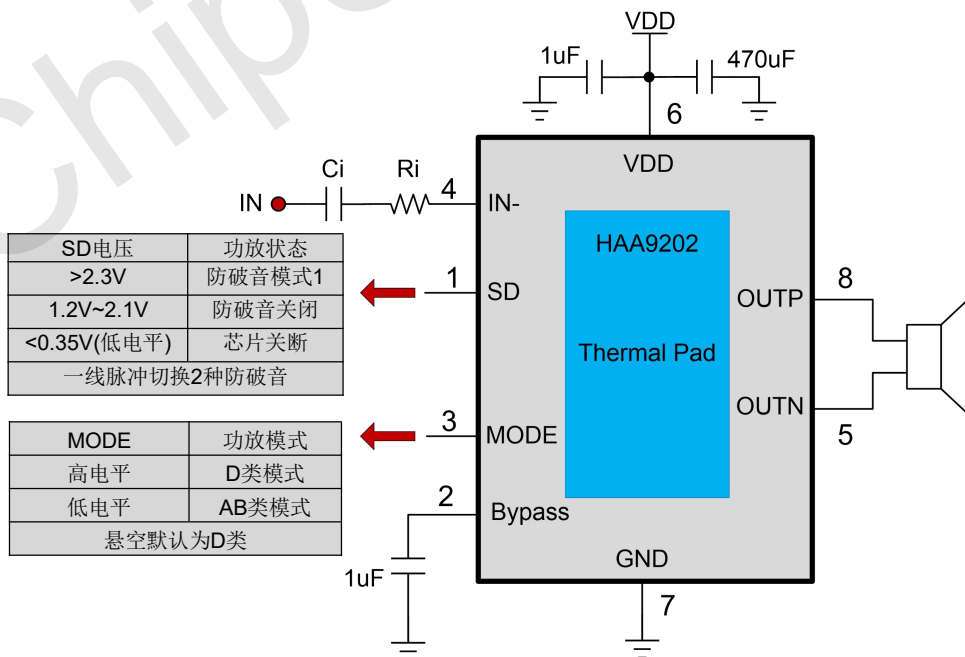 Chip
VDD
1uF
470uF
6
VDD
Ci
Ri
IN
4
IN-
HAA9202
SD电压 功放状态
>2.3V 防破音模式1
1.2V~2.1V 防破音关闭
<0.35V(低电平) 芯片关断
一线脉冲切换2种防破音
1
SD
8
OUTP
Thermal Pad
OUTN
5
MODE 功放模式
高电平 D类模式
低电平 AB类模式
悬空默认为D类
3
MODE
2
Bypass
1uF
GND
7